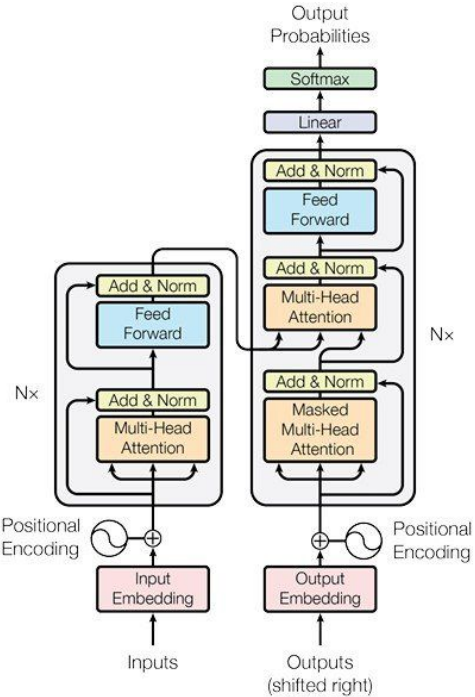 Output
Probabilities
Softmax
Linear
Add & Norm
Feed
Forward
Add & Norm
Multi-Head
Attention
Add & Norm
Masked
Multi-Head
Attention
Nx
Add & Norm
Feed
Forward
Add & Norm
Multi-Head
Attention
Nx
Positional
Encoding
Positional
Encoding
Input
Embedding
Output
Embedding
Inputs
Outputs
(shifted right)